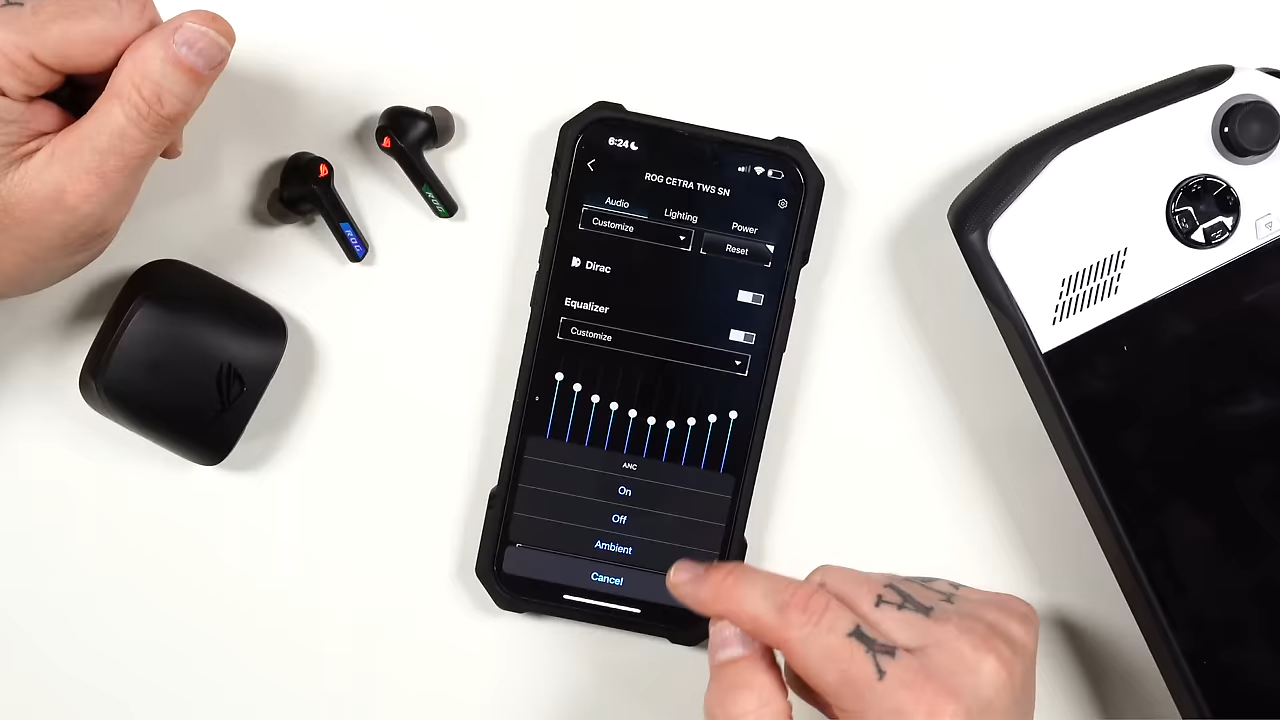 6:24
ROG CETRA TWS SN
Audio
Lighting
Power
Customize
Reset
Dirac
Equalizer
Customize
ANC
On
Off
Ambient
Cancel
ROG
ROG